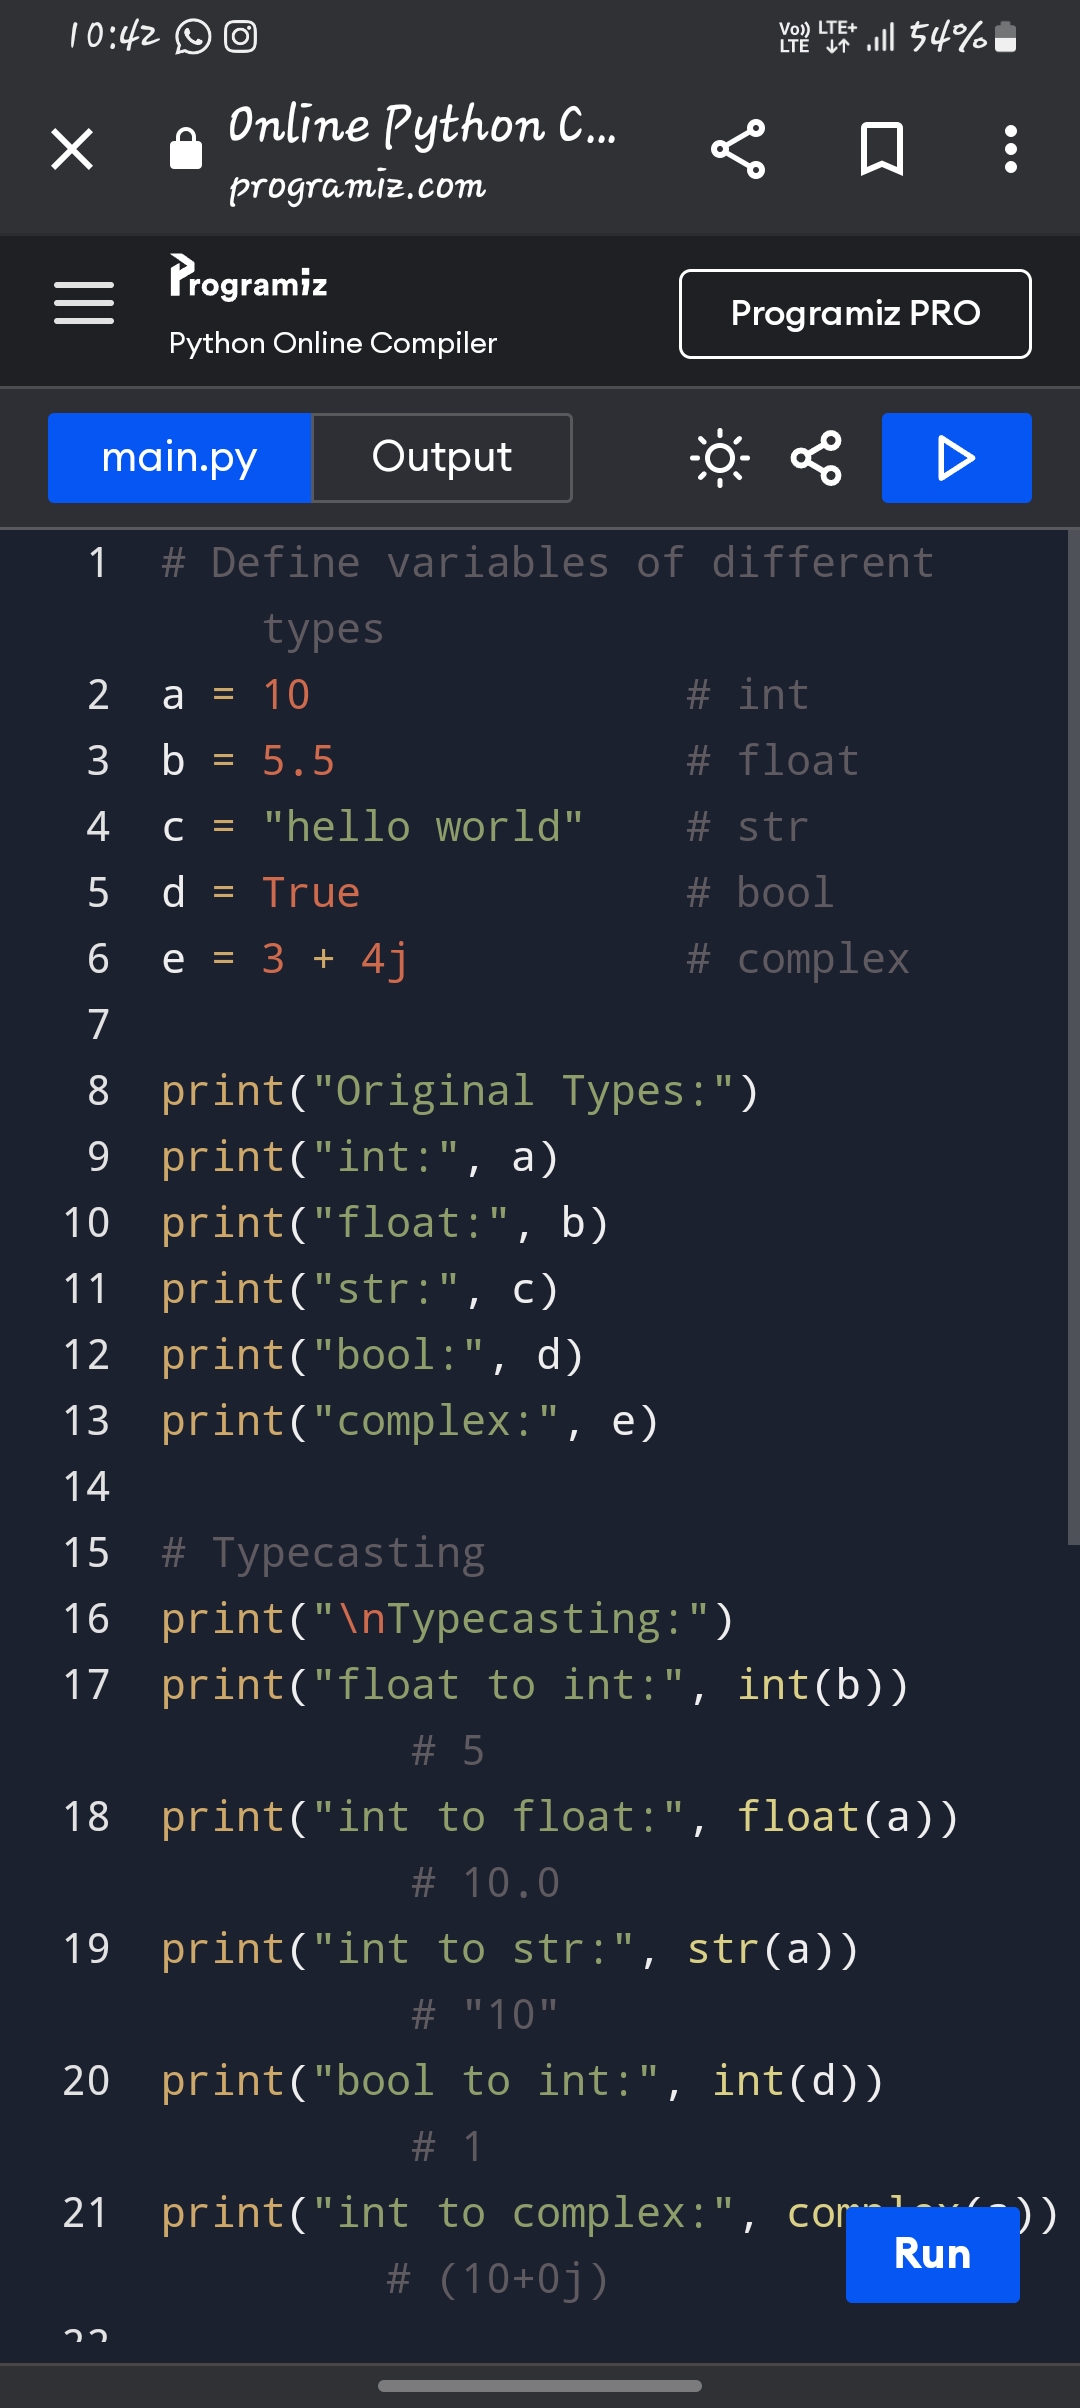 10:42 Vo)) LTE LTE+ 54%
Online Python C...
programiz.com
Programiz
Python Online Compiler
Programiz PRO
main.py Output
1 # Define variables of different
types
2 a = 10 # int
3 b = 5.5 # float
4 c = "hello world" # str
5 d = True # bool
6 e = 3 + 4j # complex
7
8 print("Original Types:")
9 print("int:", a)
10 print("float:", b)
11 print("str:", c)
12 print("bool:", d)
13 print("complex:", e)
14
15 # Typecasting
16 print("\nTypecasting:")
17 print("float to int:", int(b))
# 5
18 print("int to float:", float(a))
# 10.0
19 print("int to str:", str(a))
# "10"
20 print("bool to int:", int(d))
# 1
21 print("int to complex:", complex(a))
# (10+0j)
Run
22